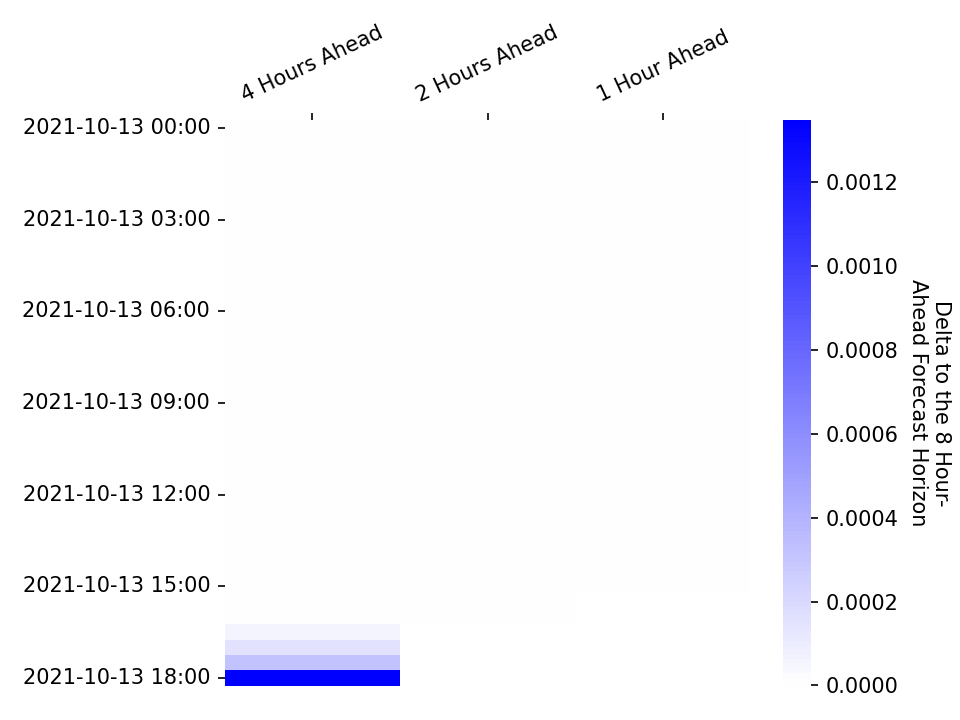 4 Hours Ahead
2 Hours Ahead
1 Hour Ahead
2021-10-13 00:00
2021-10-13 03:00
2021-10-13 06:00
2021-10-13 09:00
2021-10-13 12:00
2021-10-13 15:00
2021-10-13 18:00
0.0012
0.0010
0.0008
0.0006
0.0004
0.0002
0.0000
Delta to the 8 Hour-
Ahead Forecast Horizon